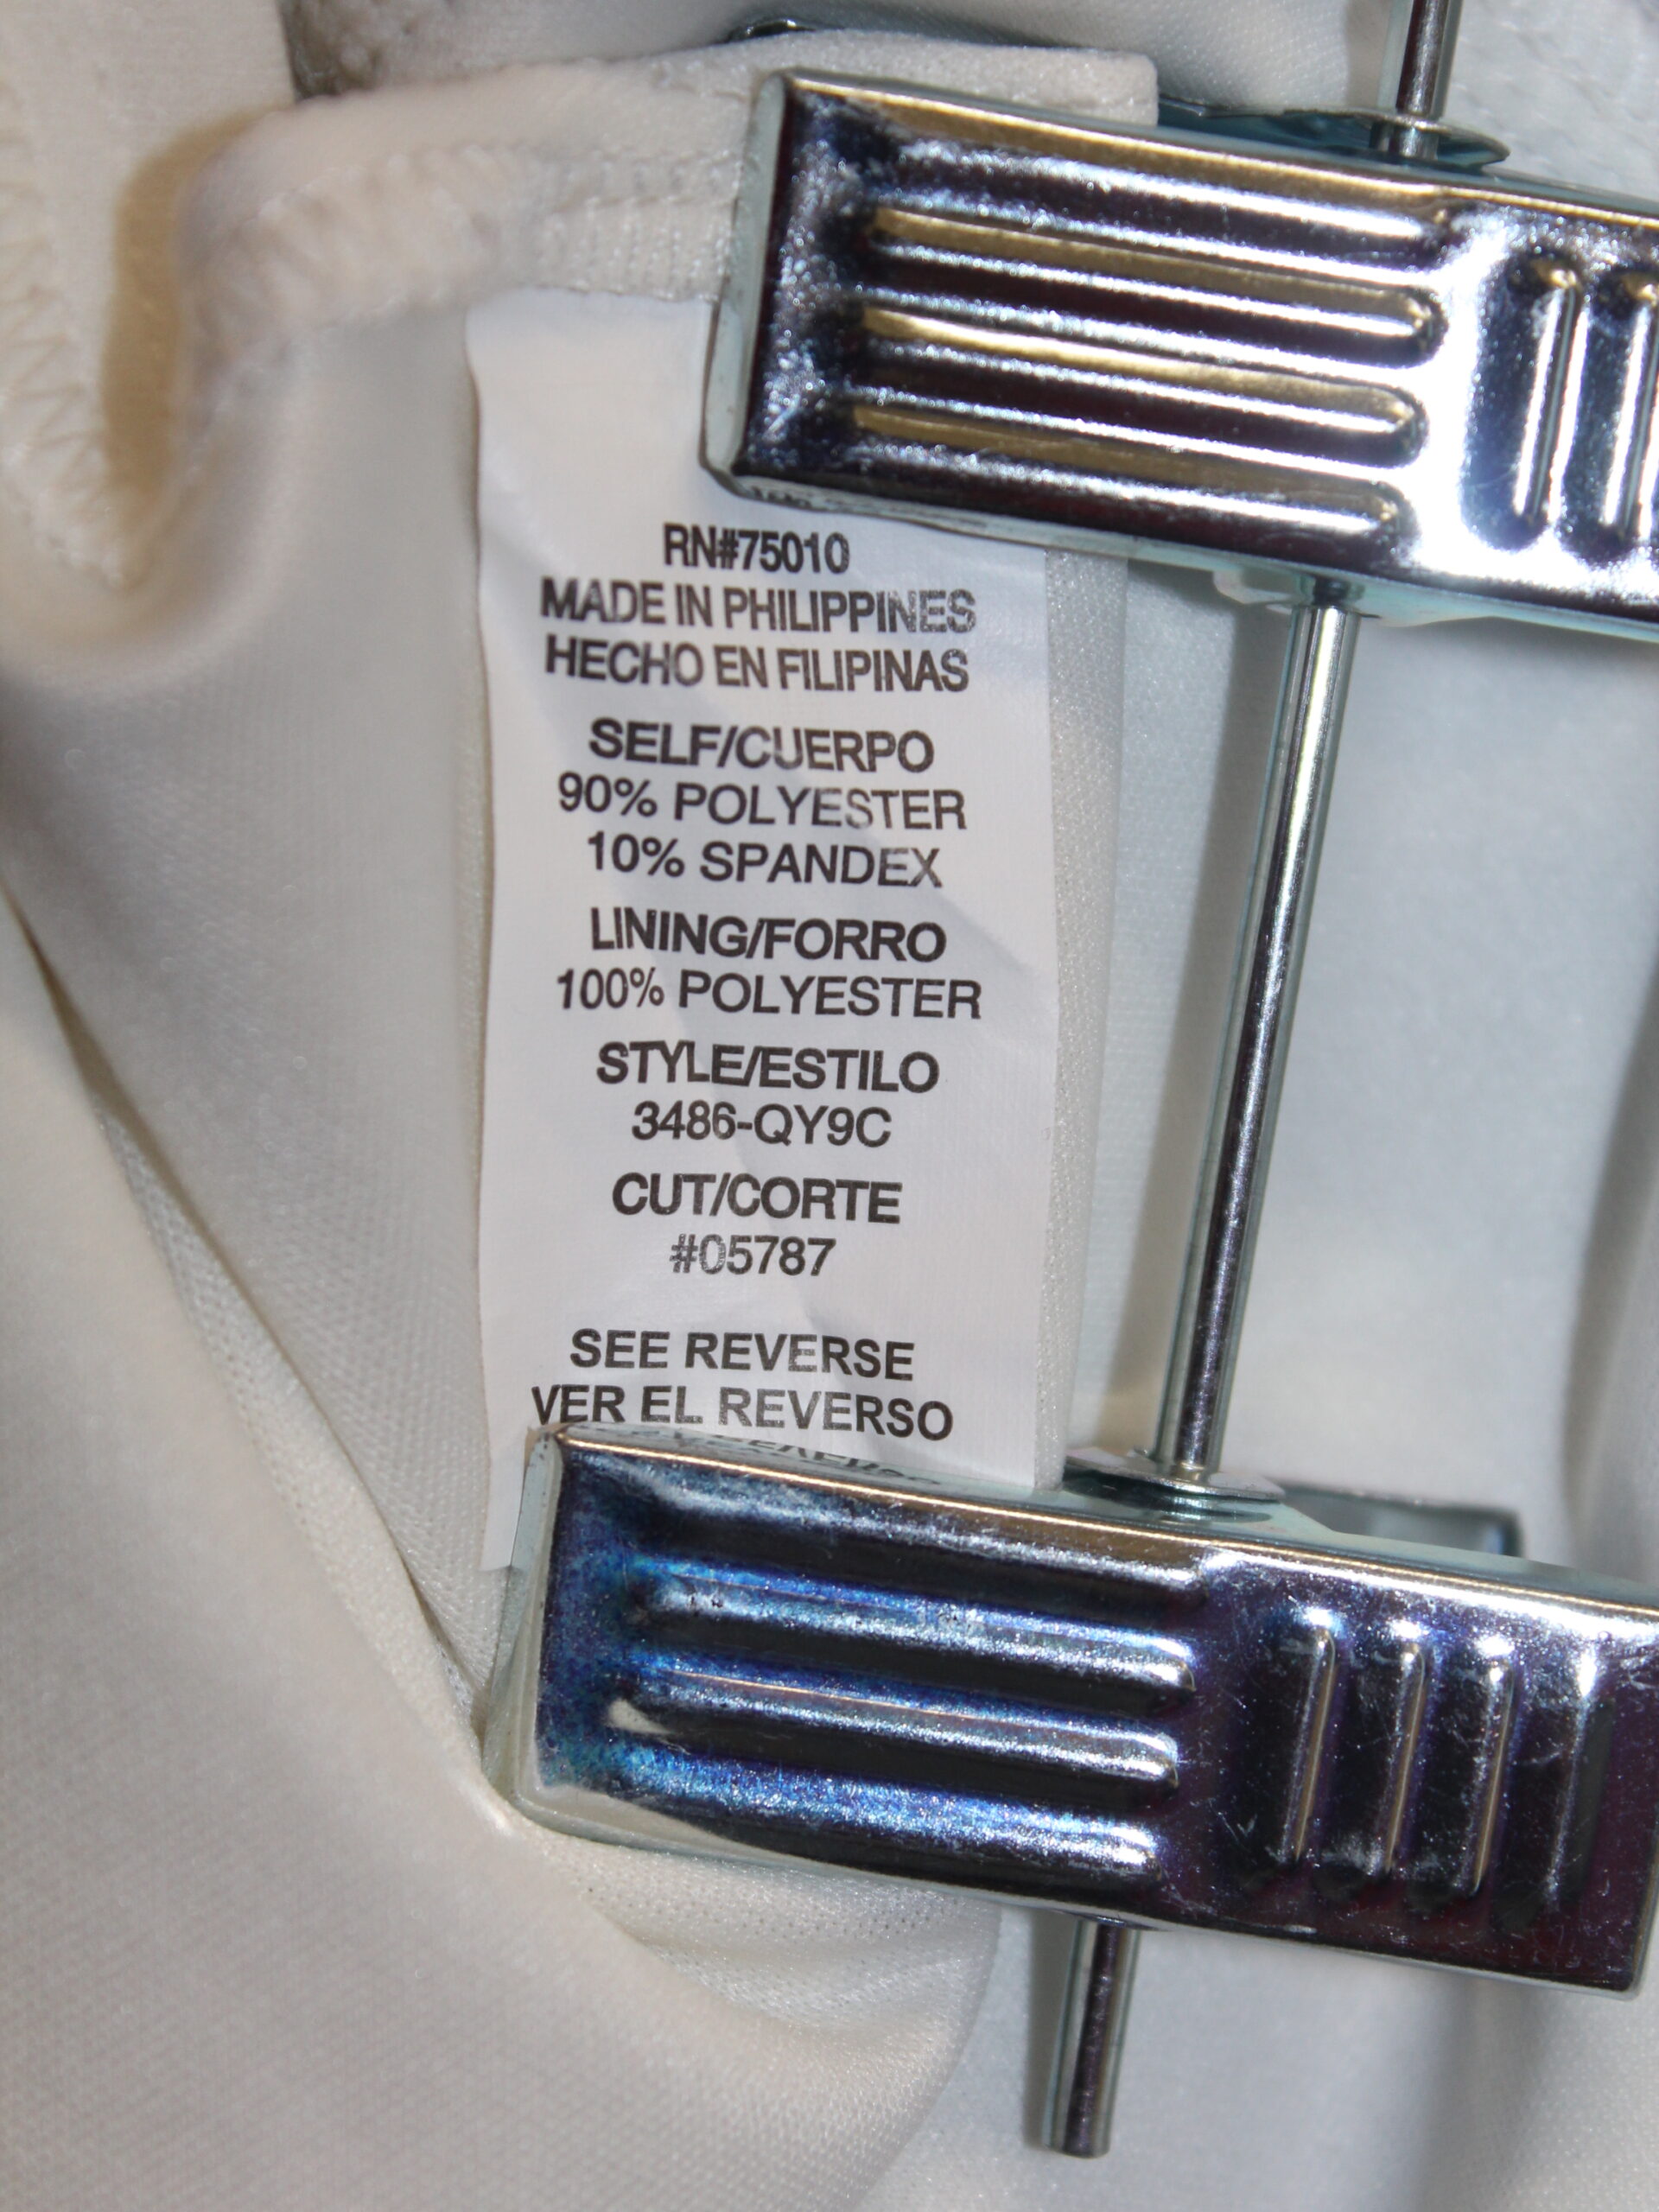 RN#75010
MADE IN PHILIPPINES
HECHO EN FILIPINAS
SELF/CUERPO
90% POLYESTER
10% SPANDEX
LINING/FORRO
100% POLYESTER
STYLE/ESTILO
3486-QY9C
CUT/CORTE
#05787
SEE REVERSE
VER EL REVERSO